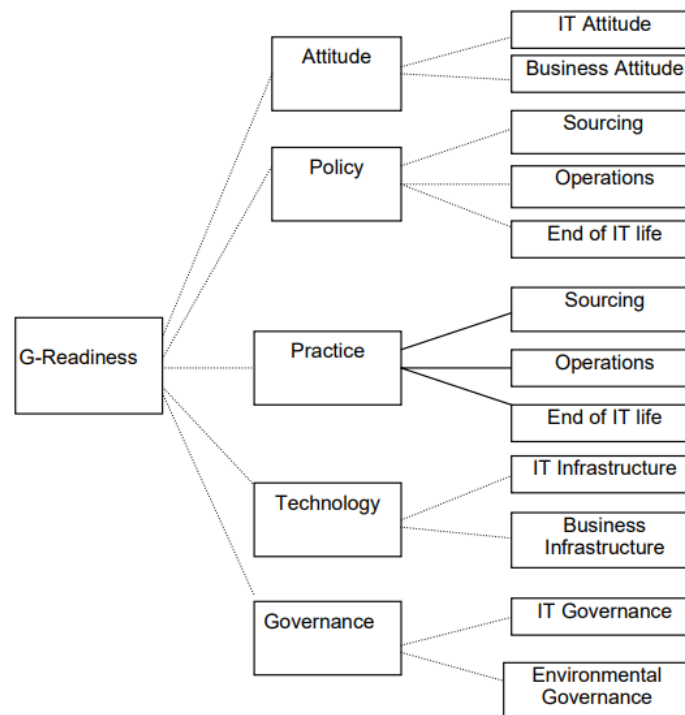 G-Readiness
Attitude
IT Attitude
Business Attitude
Policy
Sourcing
Operations
End of IT life
Practice
Sourcing
Operations
End of IT life
Technology
IT Infrastructure
Business
Infrastructure
Governance
IT Governance
Environmental
Governance